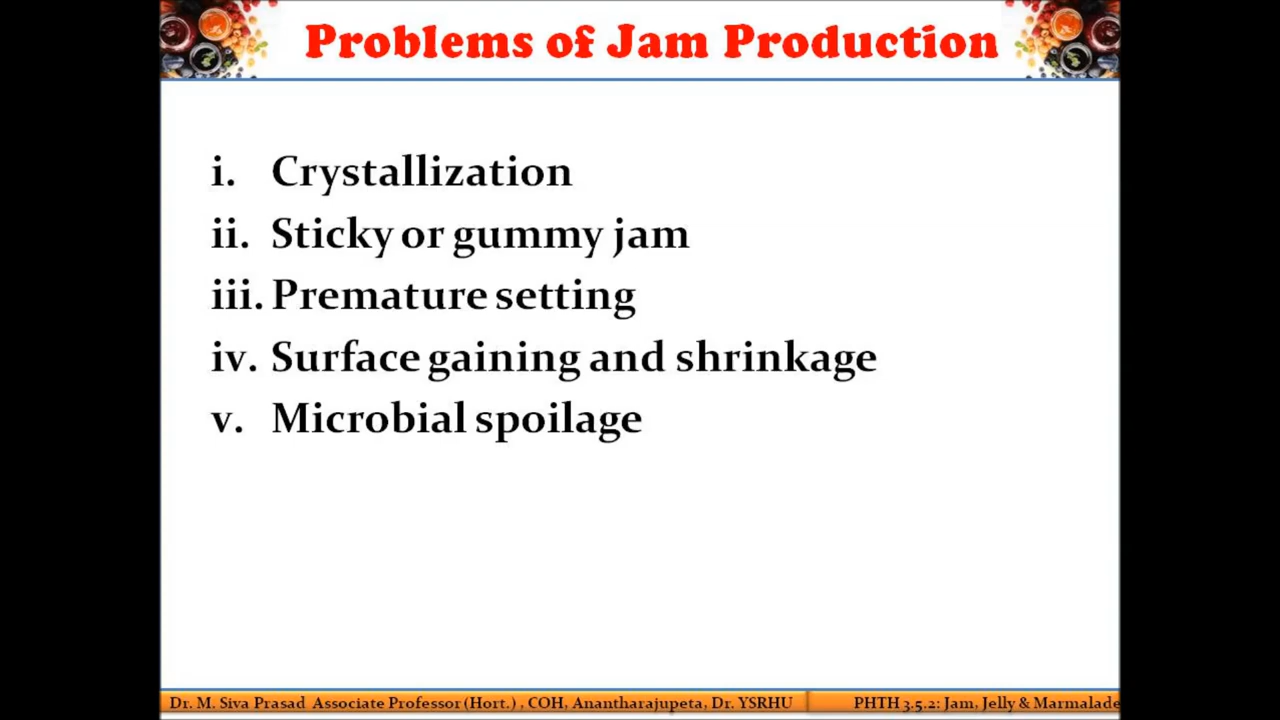 Problems of Jam Production
i. Crystallization
ii. Sticky or gummy jam
iii. Premature setting
iv. Surface gaining and shrinkage
v. Microbial spoilage
Dr. M. Siva Prasad Associate Professor (Hort.) , COH, Anantharajupeta, Dr. YSRHU
PHTH 3.5.2: Jam, Jelly & Marmalade